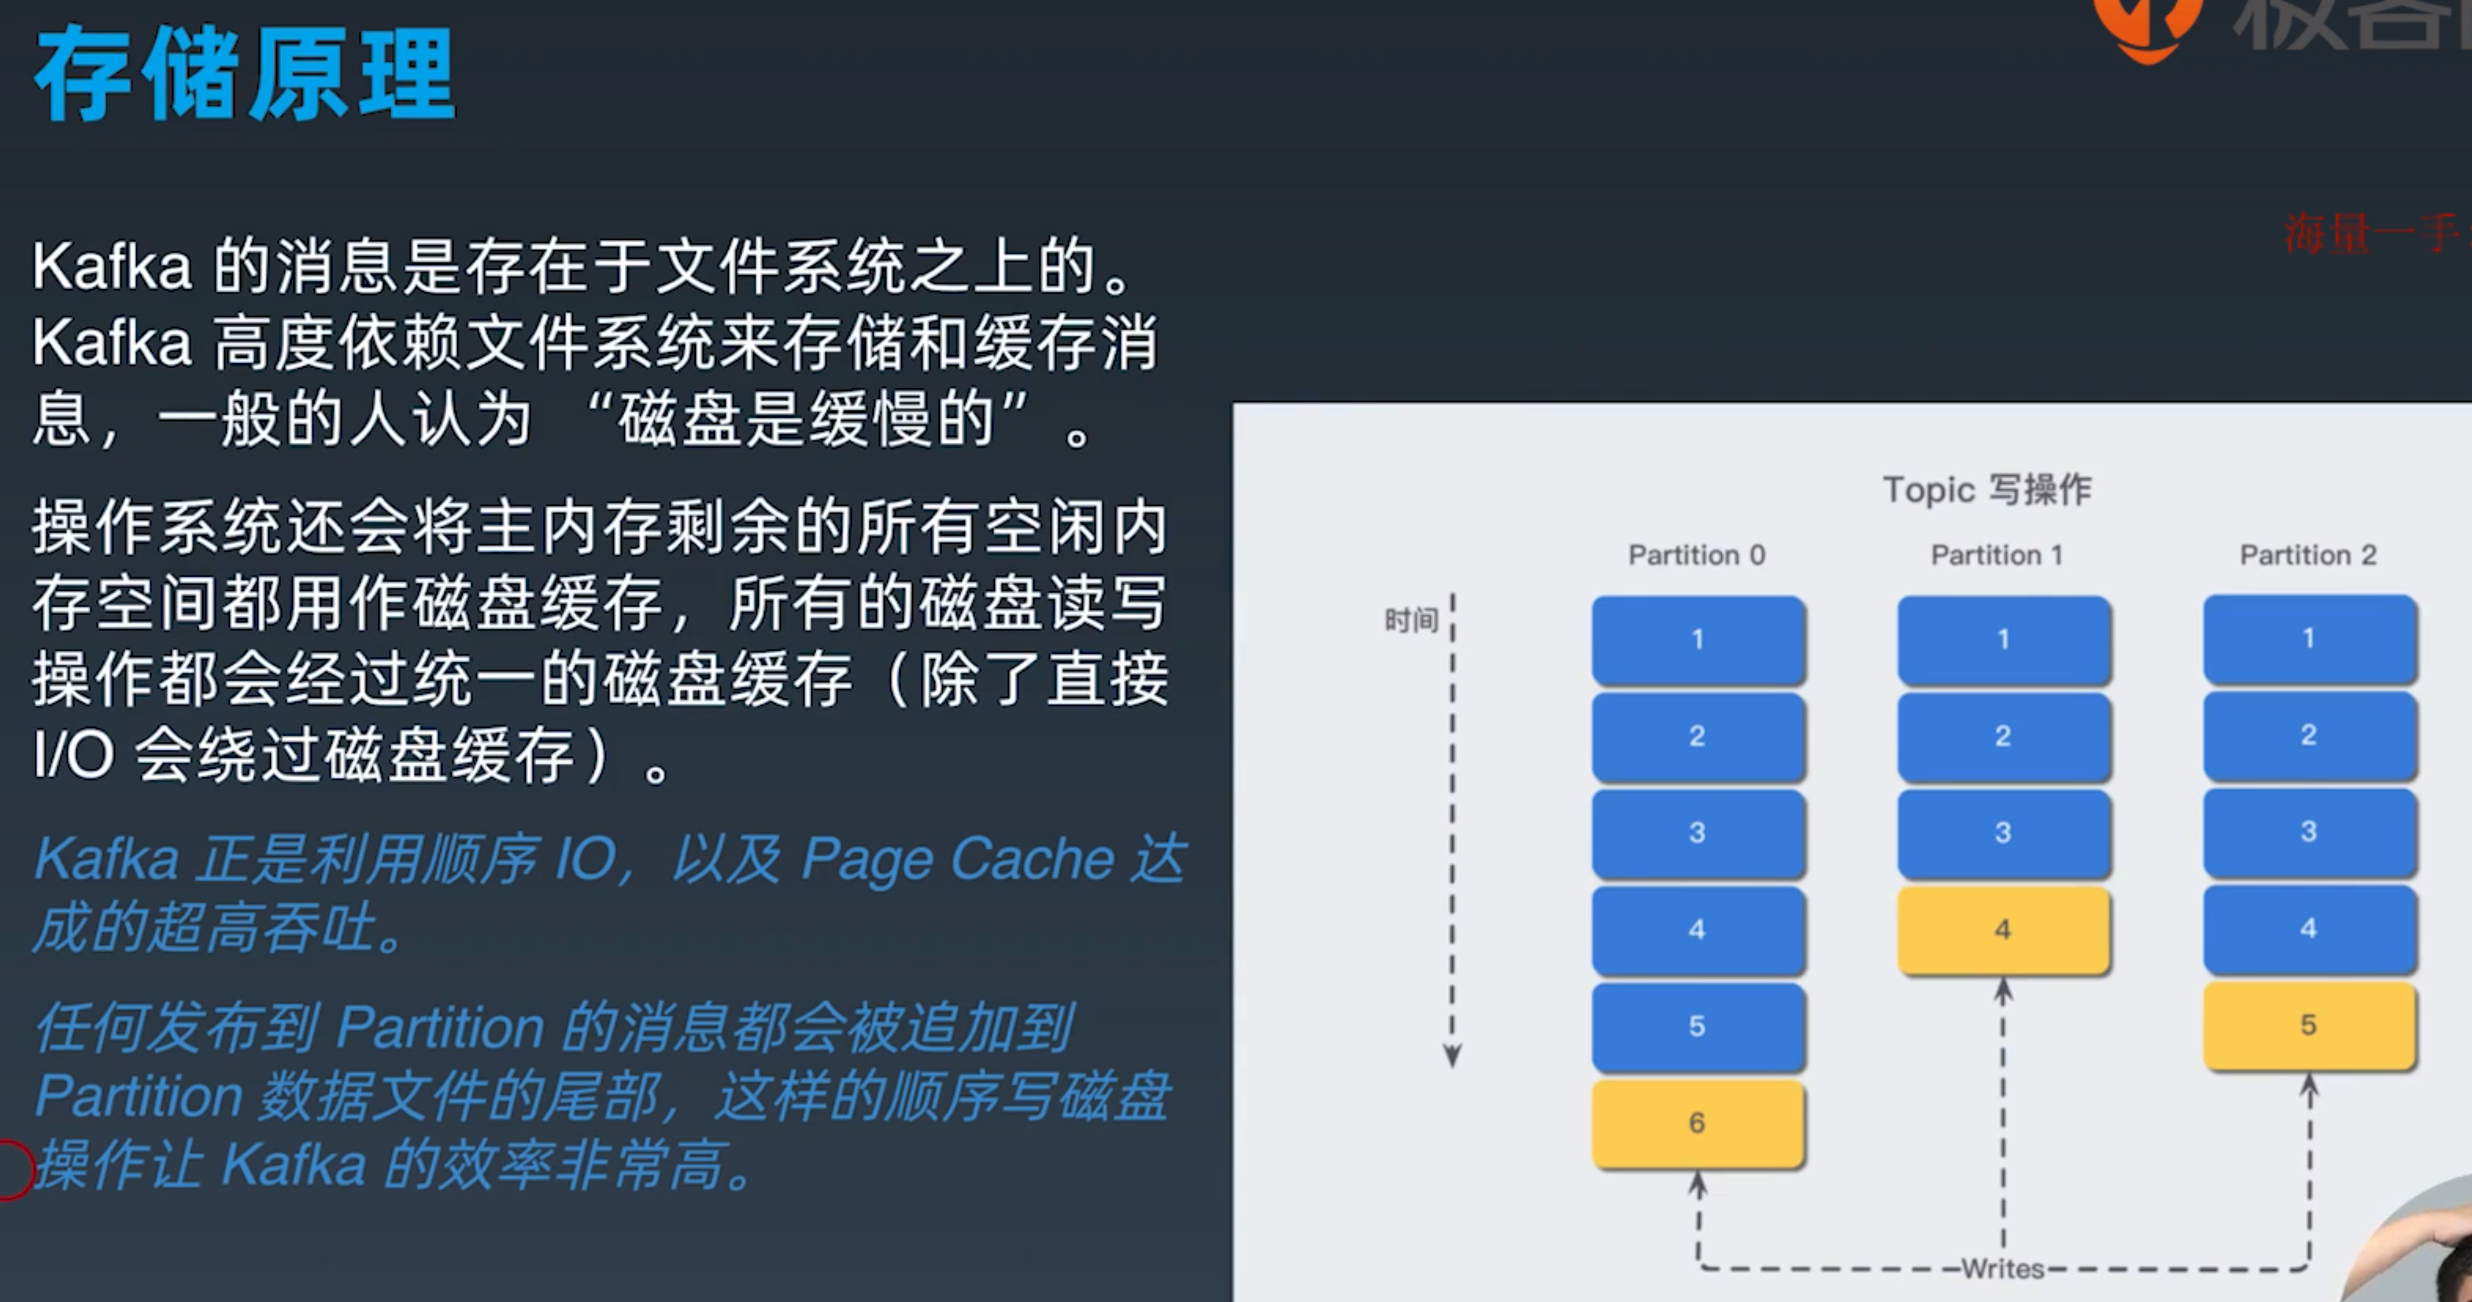 存储原理
极客
海量一手
Kafka 的消息是存在于文件系统之上的。
Kafka 高度依赖文件系统来存储和缓存消
息，一般的人认为 “磁盘是缓慢的” 。
操作系统还会将主内存剩余的所有空闲内
存空间都用作磁盘缓存，所有的磁盘读写
操作都会经过统一的磁盘缓存（除了直接
I/O 会绕过磁盘缓存）。
Kafka 正是利用顺序 IO，以及 Page Cache 达
成的超高吞吐。
任何发布到 Partition 的消息都会被追加到
Partition 数据文件的尾部，这样的顺序写磁盘
操作让 Kafka 的效率非常高。
Topic 写操作
Partition 0 Partition 1 Partition 2
时间
1 1 1
2 2 2
3 3 3
4 4 4
5 5
6
Writes